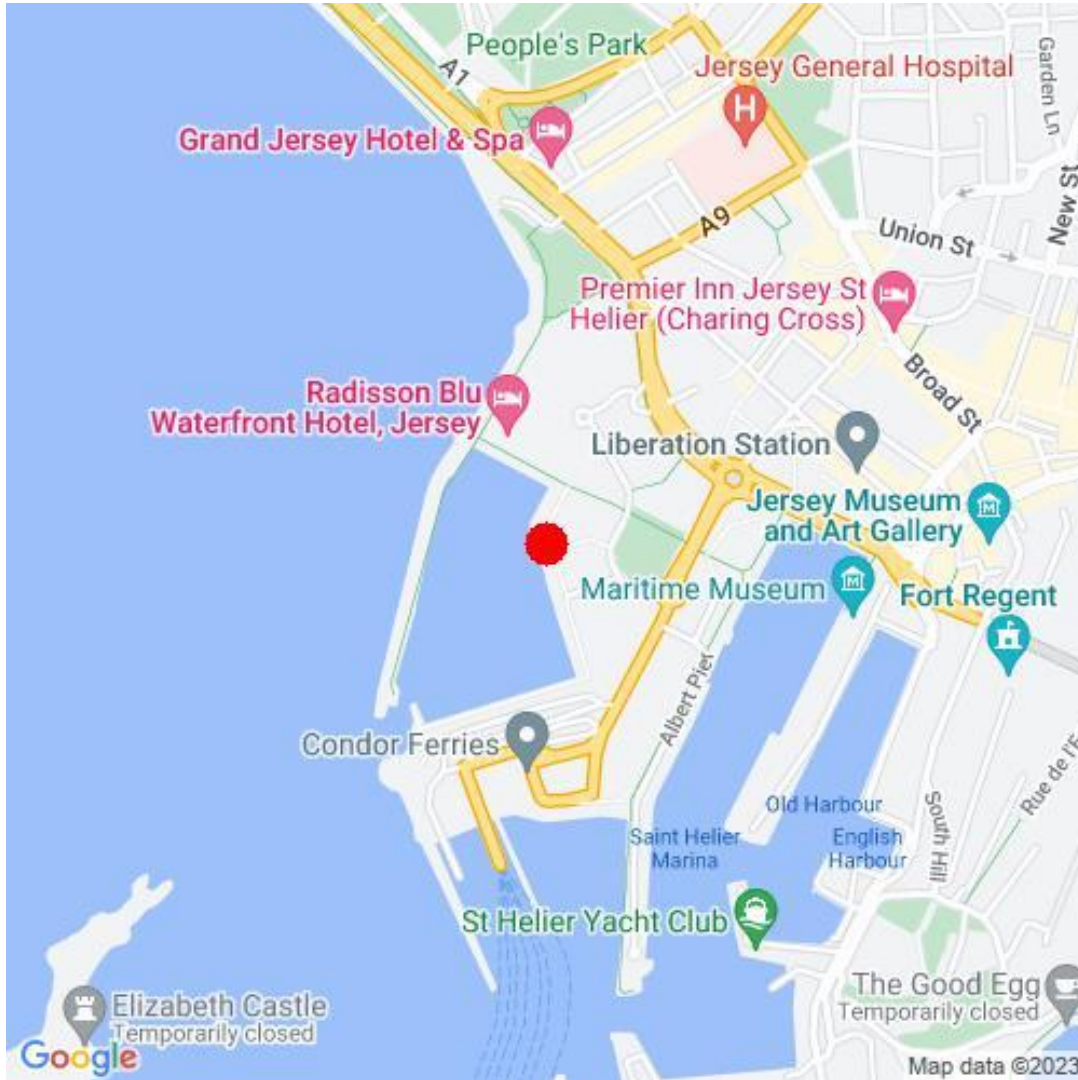 People's Park
A1
Jersey General Hospital
H
Garden Ln
Grand Jersey Hotel & Spa
New St
A9
Union St
Premier Inn Jersey St
Helier (Charing Cross)
Broad St
Radisson Blu
Waterfront Hotel, Jersey
Liberation Station
Jersey Museum
and Art Gallery
Maritime Museum
Fort Regent
Albert Pier
Condor Ferries
Rue de l'E
Old Harbour
South Hill
Saint Helier
Marina
English
Harbour
St Helier Yacht Club
The Good Egg
Temporarily closed
Elizabeth Castle
Temporarily closed
Google
Map data ©2023